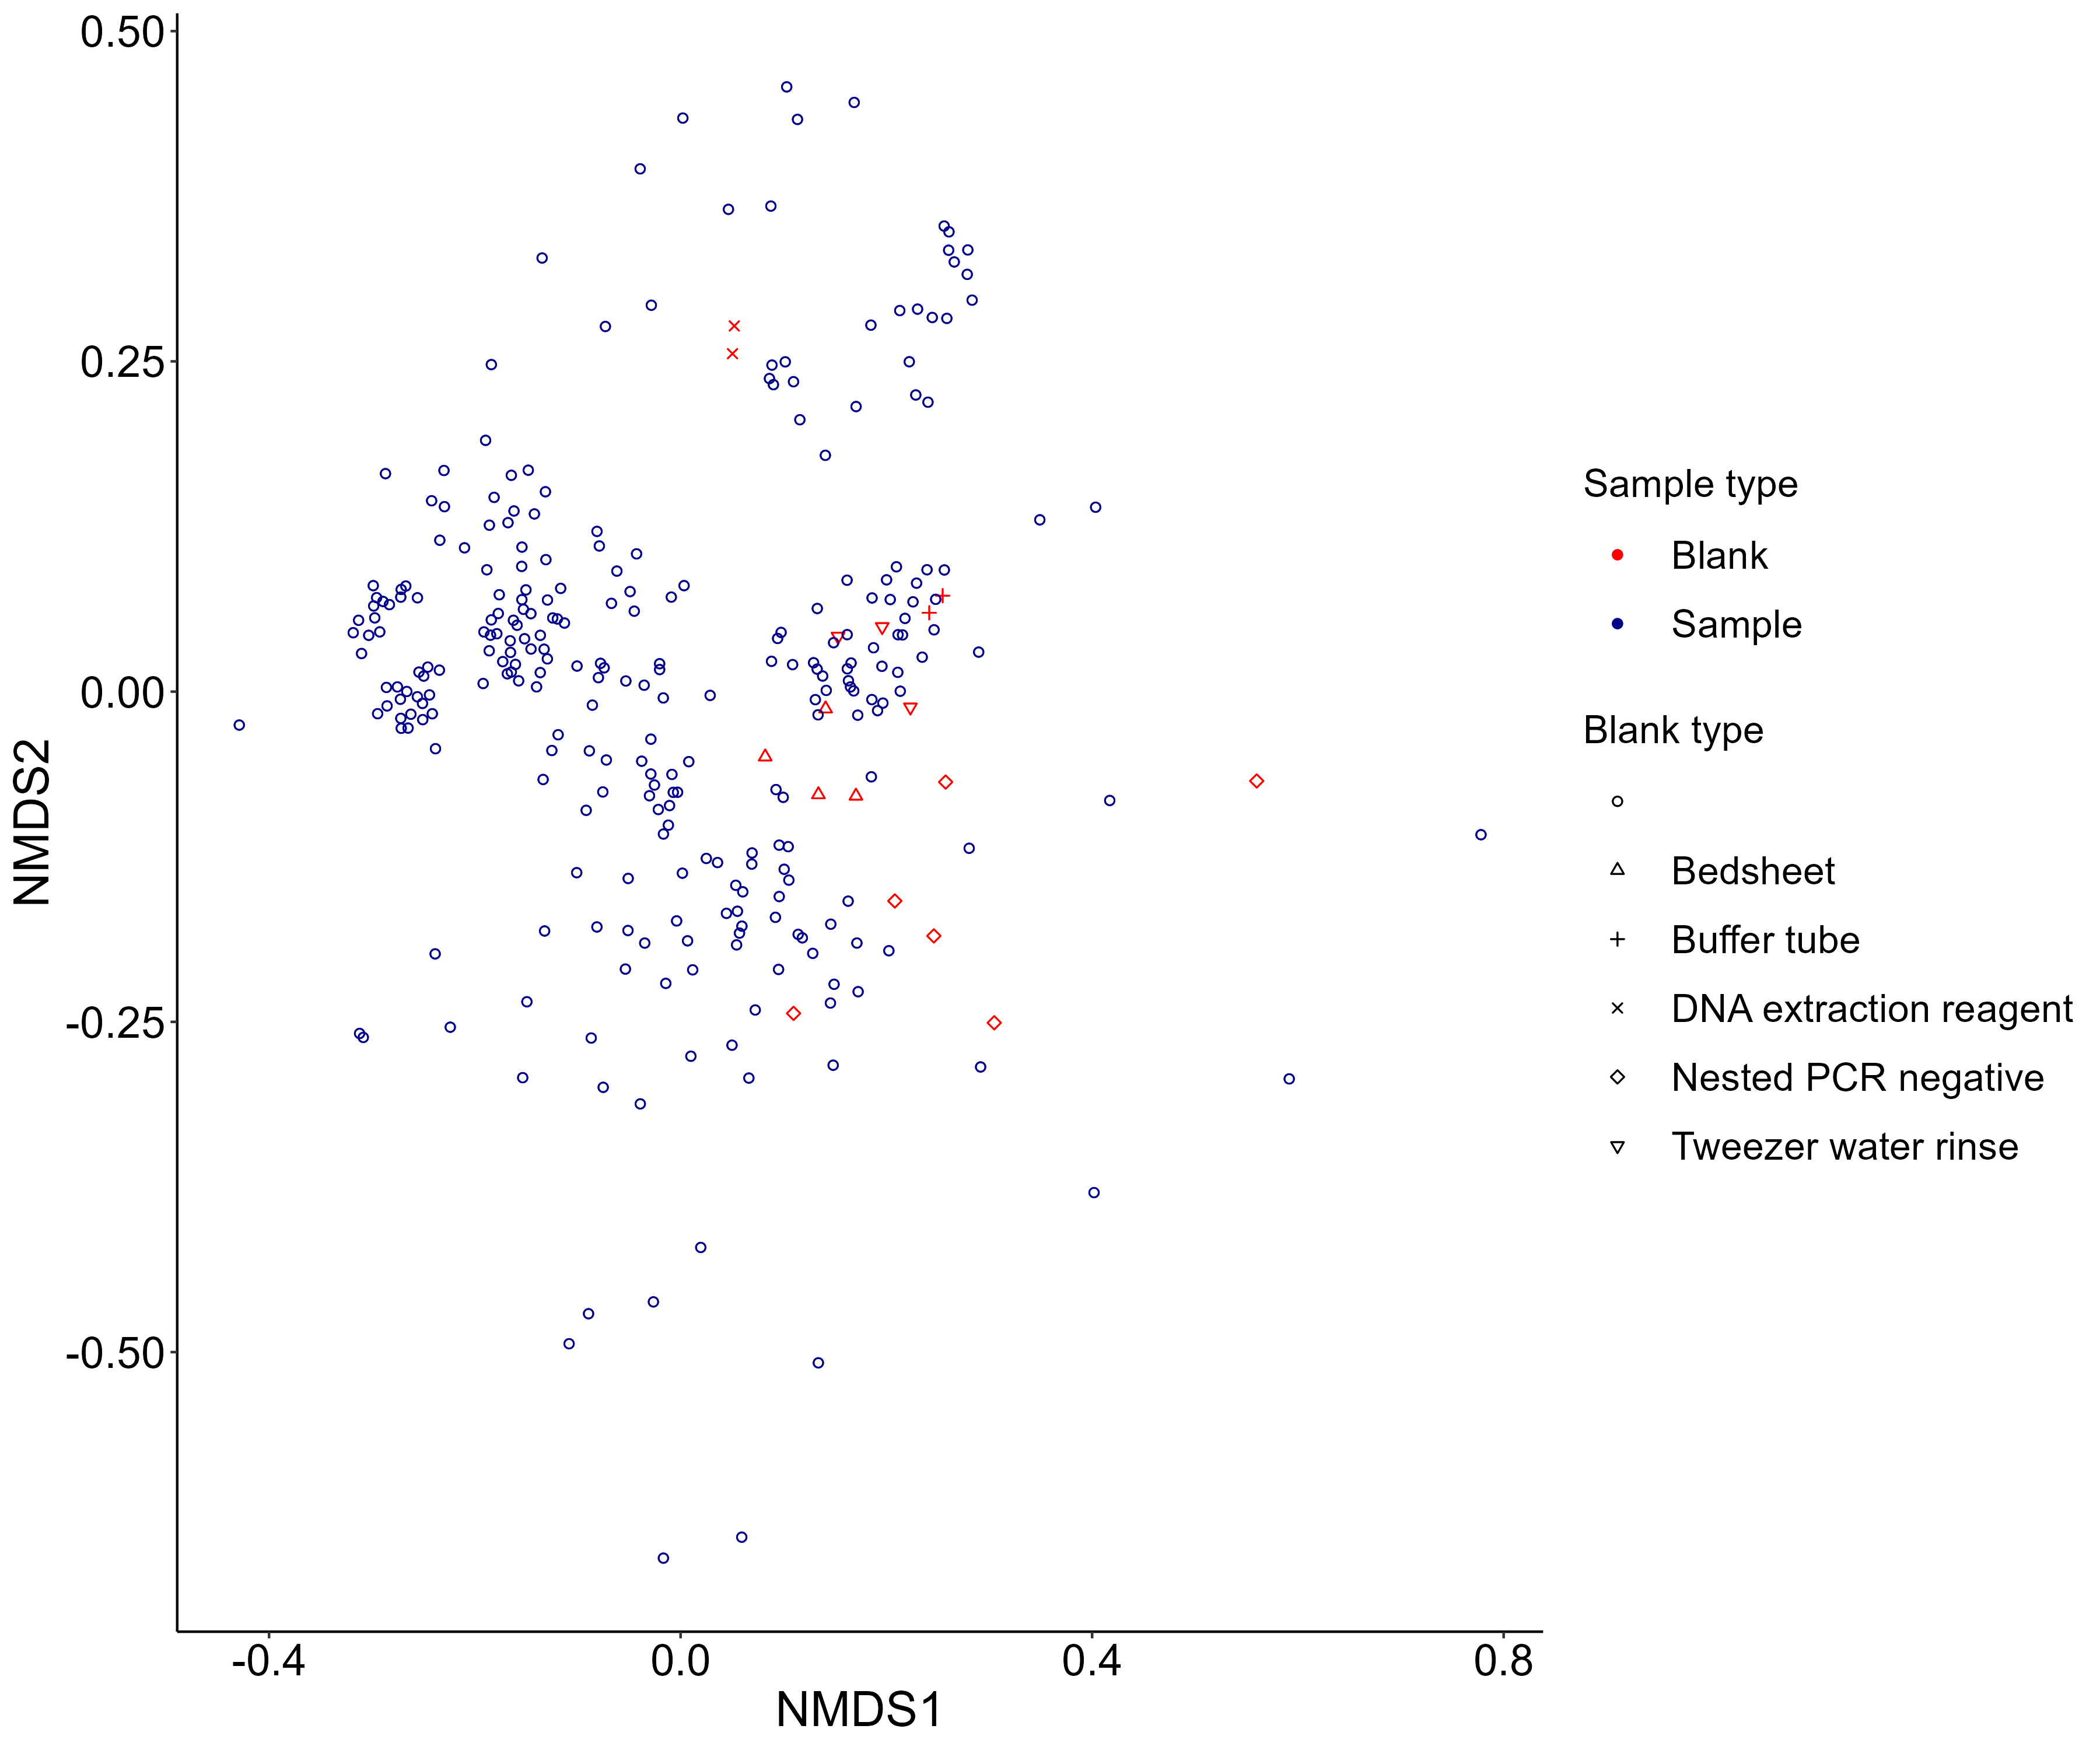 0.50
0.25
0.00
-0.25
-0.50
NMDS2
-0.4
0.0
0.4
0.8
NMDS1
Sample type
Blank
Sample
Blank type
Bedsheet
Buffer tube
DNA extraction reagent
Nested PCR negative
Tweezer water rinse